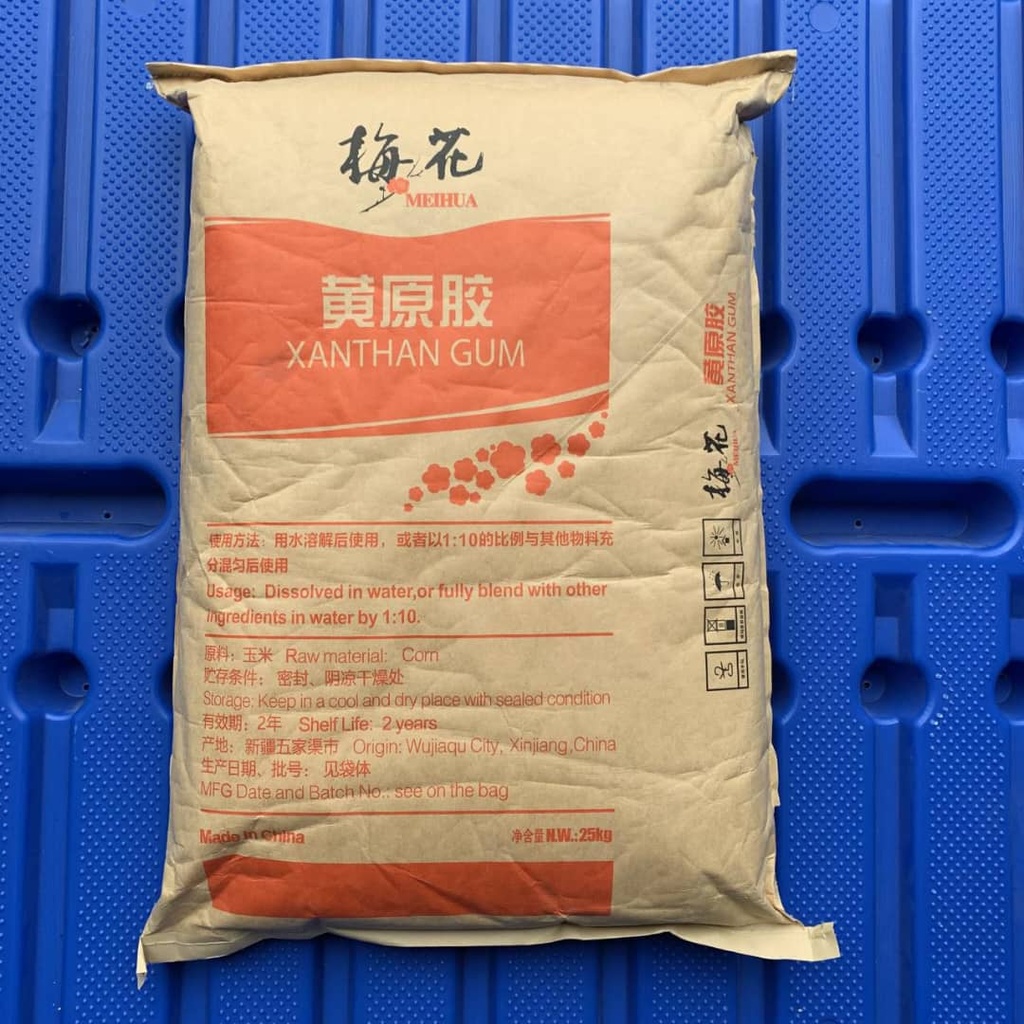 梅花
MEIHUA
黄原胶
XANTHAN GUM
使用方法：用水溶解后使用，或者以1:10的比例与其他物料充
分混匀后使用
Usage: Dissolved in water,or fully blend with other
ingredients in water by 1:10.
原料：玉米 Raw material: Corn
贮存条件：密封、阴凉干燥处
Storage: Keep in a cool and dry place with sealed condition
有效期：2年 Shelf Life: 2 years
产地：新疆五家渠市 Origin: Wujiaqu City, Xinjiang,China
生产日期、批号：见袋体
MFG Date and Batch No.: see on the bag
Made in China 净含量 N.W.:25kg
黄原胶
XANTHAN GUM
梅花
MEIHUA